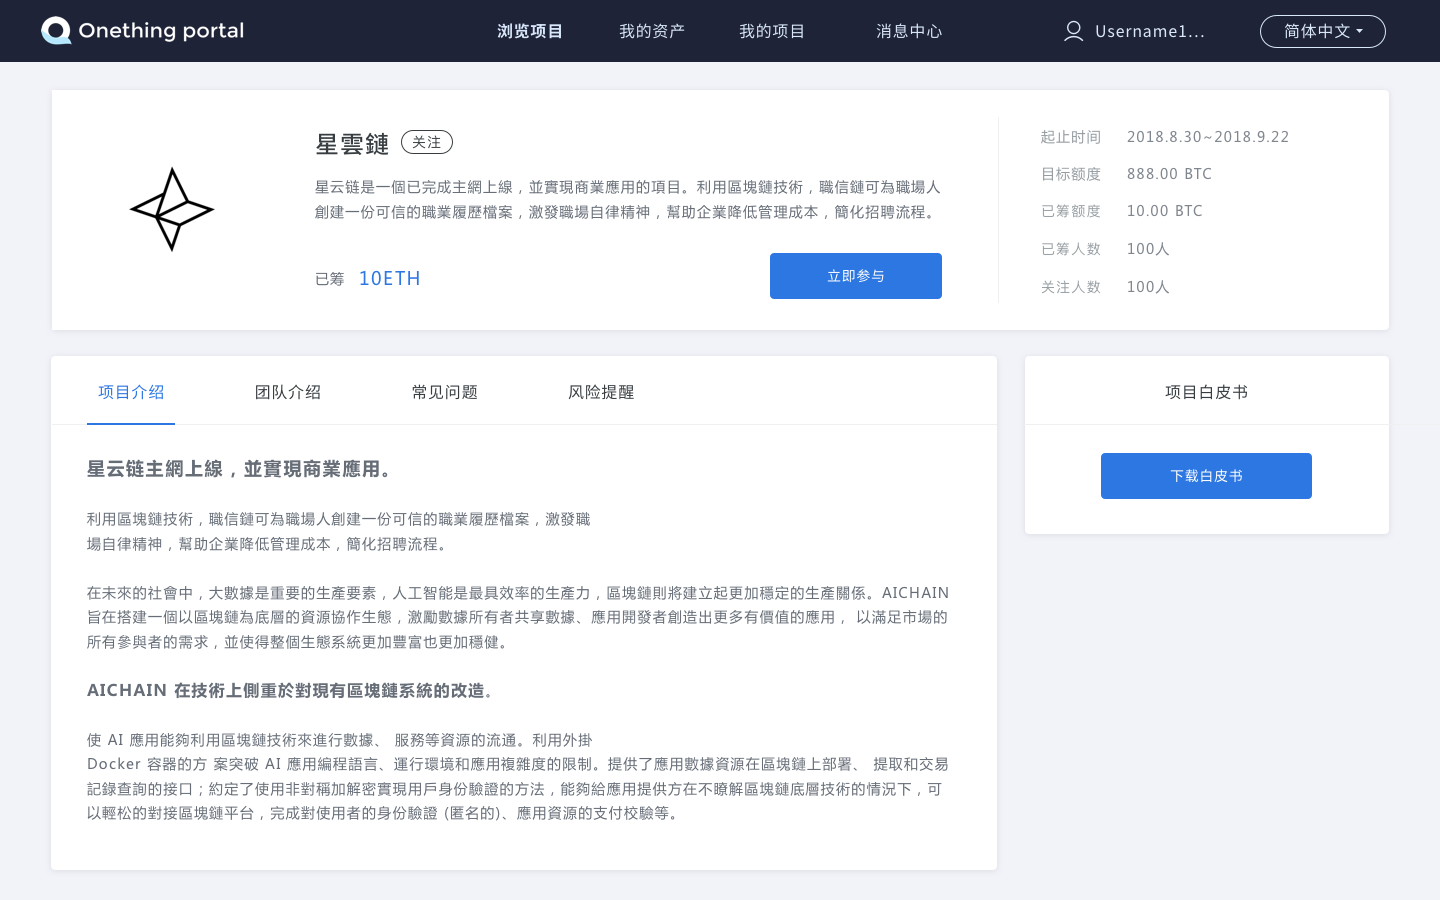 Onething portal
浏览项目
我的资产
我的项目
消息中心
Username1...
简体中文
星雲鏈
关注
星云链是一個已完成主網上線，並實現商業應用的項目。利用區塊鏈技術，職信鏈可為職場人
創建一份可信的職業履歷檔案，激發職場自律精神，幫助企業降低管理成本，簡化招聘流程。
已筹 10ETH
立即参与
起止时间 2018.8.30~2018.9.22
目标额度 888.00 BTC
已筹额度 10.00 BTC
已筹人数 100人
关注人数 100人
项目介绍
团队介绍
常见问题
风险提醒
星云链主網上線，並實現商業應用。
利用區塊鏈技術，職信鏈可為職場人創建一份可信的職業履歷檔案，激發職
場自律精神，幫助企業降低管理成本，簡化招聘流程。
在未來的社會中，大數據是重要的生產要素，人工智能是最具效率的生產力，區塊鏈則將建立起更加穩定的生產關係。AICHAIN
旨在搭建一個以區塊鏈為底層的資源協作生態，激勵數據所有者共享數據、應用開發者創造出更多有價值的應用， 以滿足市場的
所有參與者的需求，並使得整個生態系統更加豐富也更加穩健。
AICHAIN 在技術上側重於對現有區塊鏈系統的改造。
使 AI 應用能夠利用區塊鏈技術來進行數據、 服務等資源的流通。利用外掛
Docker 容器的方 案突破 AI 應用編程語言、運行環境和應用複雜度的限制。提供了應用數據資源在區塊鏈上部署、 提取和交易
記錄查詢的接口；約定了使用非對稱加解密實現用戶身份驗證的方法，能夠給應用提供方在不瞭解區塊鏈底層技術的情況下，可
以輕松的對接區塊鏈平台，完成對使用者的身份驗證 (匿名的)、應用資源的支付校驗等。
项目白皮书
下载白皮书